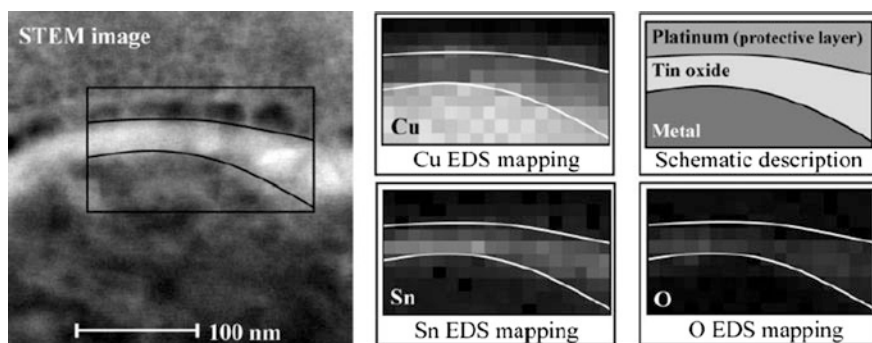 STEM image
100 nm
Cu
Cu EDS mapping
Platinum (protective layer)
Tin oxide
Metal
Schematic description
Sn
Sn EDS mapping
O
O EDS mapping